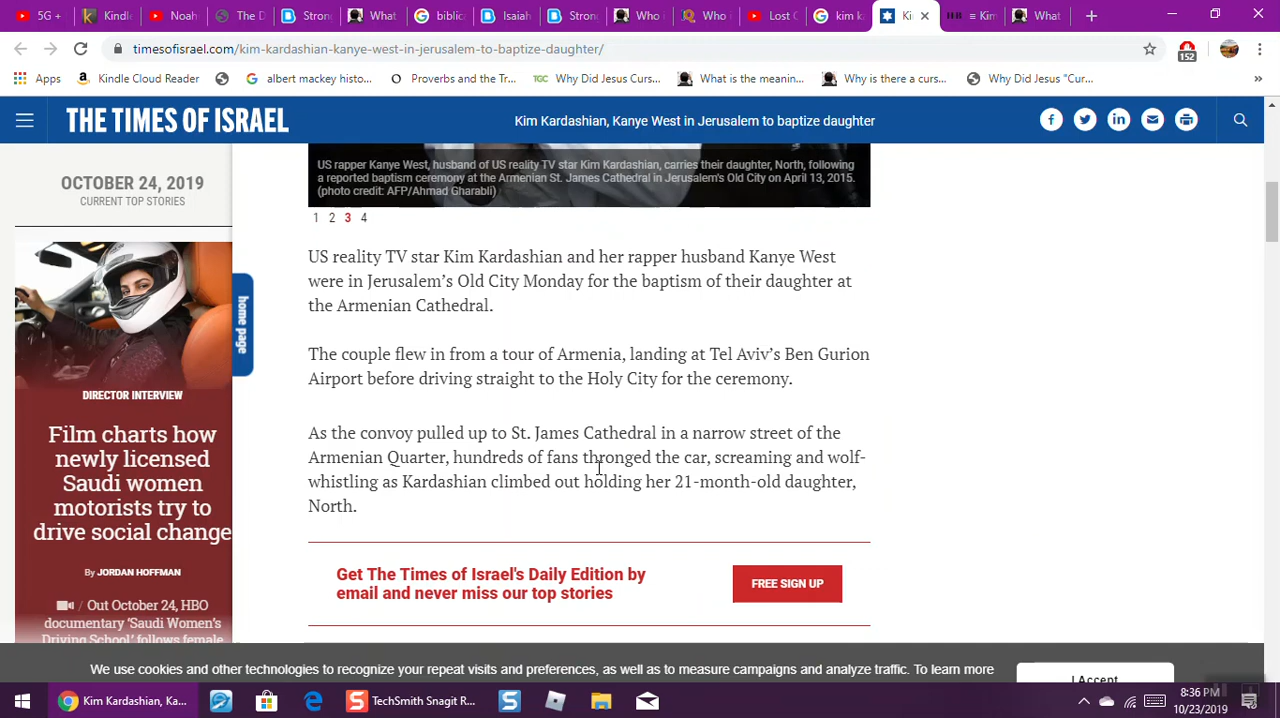 5G +
Kindl
Noah
The D
Strong
What
biblic
Isaiah
Strong
Who i
Who i
Lost C
kim k
Ki
Kim
What
timesofisrael.com/kim-kardashian-kanye-west-in-jerusalem-to-baptize-daughter/
152
Apps
Kindle Cloud Reader
albert mackey histo...
Proverbs and the Tr...
TGC Why Did Jesus Curs...
What is the meanin...
Why is there a curs...
Why Did Jesus "Cur...
»
THE TIMES OF ISRAEL
Kim Kardashian, Kanye West in Jerusalem to baptize daughter
OCTOBER 24, 2019
CURRENT TOP STORIES
DIRECTOR INTERVIEW
Film charts how
newly licensed
Saudi women
motorists try to
drive social change
By JORDAN HOFFMAN
/ Out October 24, HBO
documentary 'Saudi Women's
Driving School' follows female
home page
US rapper Kanye West, husband of US reality TV star Kim Kardashian, carries their daughter, North, following
a reported baptism ceremony at the Armenian St. James Cathedral in Jerusalem's Old City on April 13, 2015.
(photo credit: AFP/Ahmad Gharabli)
1 2 3 4
US reality TV star Kim Kardashian and her rapper husband Kanye West
were in Jerusalem's Old City Monday for the baptism of their daughter at
the Armenian Cathedral.
The couple flew in from a tour of Armenia, landing at Tel Aviv's Ben Gurion
Airport before driving straight to the Holy City for the ceremony.
As the convoy pulled up to St. James Cathedral in a narrow street of the
Armenian Quarter, hundreds of fans thronged the car, screaming and wolf-
whistling as Kardashian climbed out holding her 21-month-old daughter,
North.
Get The Times of Israel's Daily Edition by
email and never miss our top stories
FREE SIGN UP
We use cookies and other technologies to recognize your repeat visits and preferences, as well as to measure campaigns and analyze traffic. To learn more
I Accept
Kim Kardashian, Ka...
TechSmith Snagit R...
8:36 PM
10/23/2019